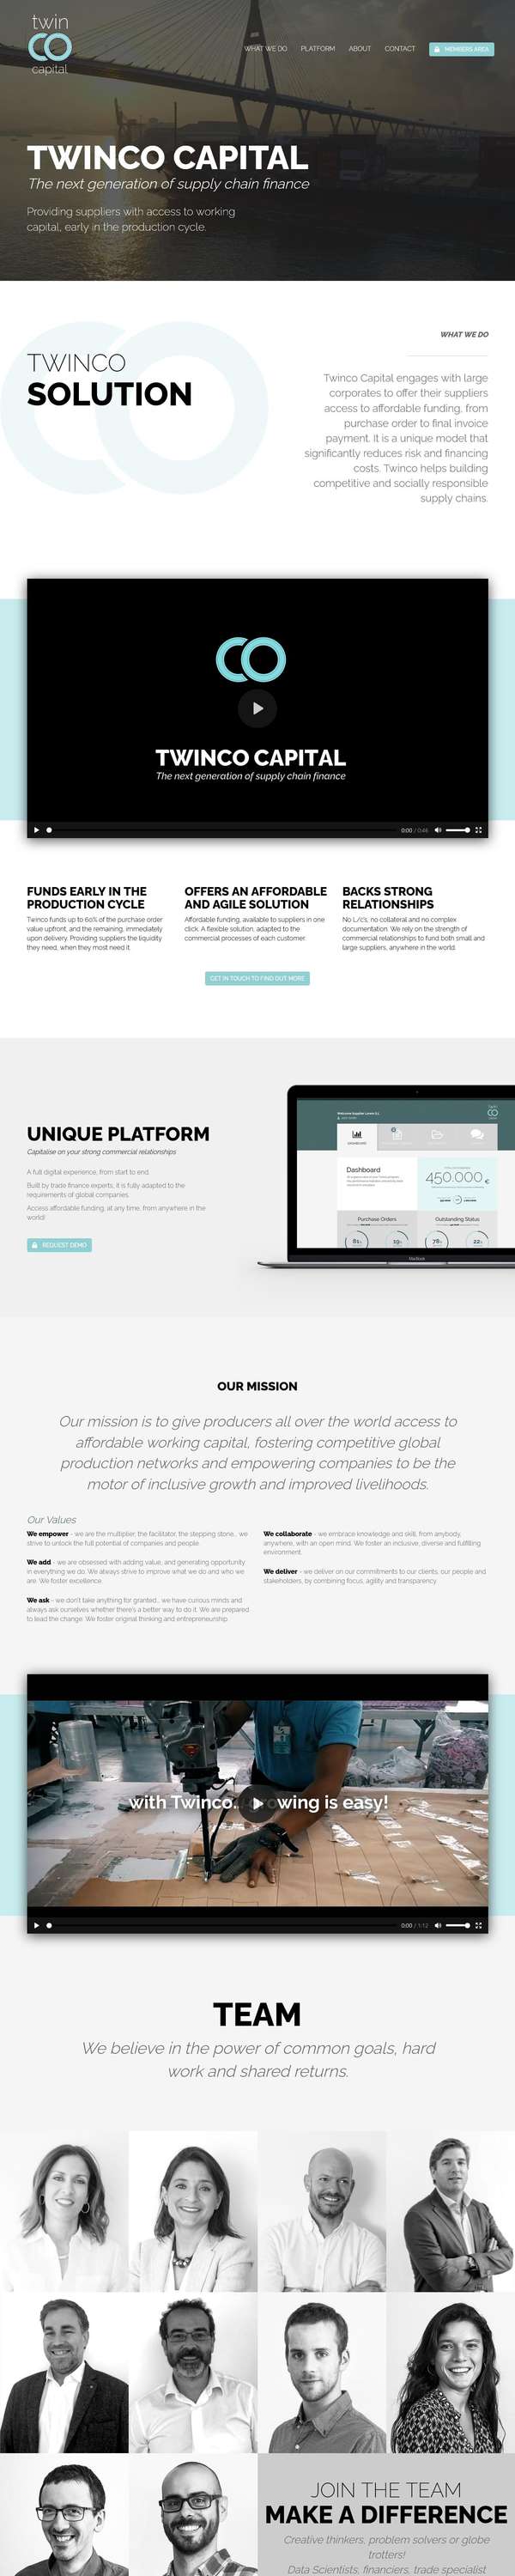 twin
CO
capital
WHAT WE DO PLATFORM ABOUT CONTACT MEMBERS AREA
TWINCO CAPITAL
The next generation of supply chain finance
Providing suppliers with access to working
capital, early in the production cycle.
TWINCO
SOLUTION
WHAT WE DO
Twinco Capital engages with large
corporates to offer their suppliers
access to affordable funding, from
purchase order to final invoice
payment. It is a unique model that
significantly reduces risk and financing
costs. Twinco helps building
competitive and socially responsible
supply chains.
CO
TWINCO CAPITAL
The next generation of supply chain finance
0:00 / 0:46
FUNDS EARLY IN THE
PRODUCTION CYCLE
Twinco funds up to 60% of the purchase order
value upfront, and the remaining, immediately
upon delivery. Providing suppliers the liquidity
they need, when they most need it.
OFFERS AN AFFORDABLE
AND AGILE SOLUTION
Affordable funding, available to suppliers in one
click. A flexible solution, adapted to the
commercial processes of each customer.
BACKS STRONG
RELATIONSHIPS
No L/c's, no collateral and no complex
documentation. We rely on the strength of
commercial relationships to fund both small and
large suppliers, anywhere in the world.
GET IN TOUCH TO FIND OUT MORE
UNIQUE PLATFORM
Capitalise on your strong commercial relationships
A full digital experience, from start to end.
Built by trade finance experts, it is fully adapted to the
requirements of global companies.
Access affordable funding, at any time, from anywhere in the
world!
REQUEST DEMO
Dashboard
450.000 €
Purchase Orders
Outstanding Status
81% 19% 78% 22%
MacBook
OUR MISSION
Our mission is to give producers all over the world access to
affordable working capital, fostering competitive global
production networks and empowering companies to be the
motor of inclusive growth and improved livelihoods.
Our Values
We empower - we are the multiplier, the facilitator, the stepping stone... we
strive to unlock the full potential of companies and people.
We add - we are obsessed with adding value, and generating opportunity
in everything we do. We always strive to improve what we do and who we
are. We foster excellence.
We ask - we don't take anything for granted... we have curious minds and
always ask ourselves whether there's a better way to do it. We are prepared
to lead the change. We foster original thinking and entrepreneurship.
We collaborate - we embrace knowledge and skill, from anybody,
anywhere, with an open mind. We foster an inclusive, diverse and fulfilling
environment.
We deliver - we deliver on our commitments to our clients, our people and
stakeholders, by combining focus, agility and transparency.
with Twinco... growing is easy!
0:00 / 1:12
TEAM
We believe in the power of common goals, hard
work and shared returns.
JOIN THE TEAM
MAKE A DIFFERENCE
Creative thinkers, problem solvers or globe
trotters!
Data Scientists, financiers, trade specialist